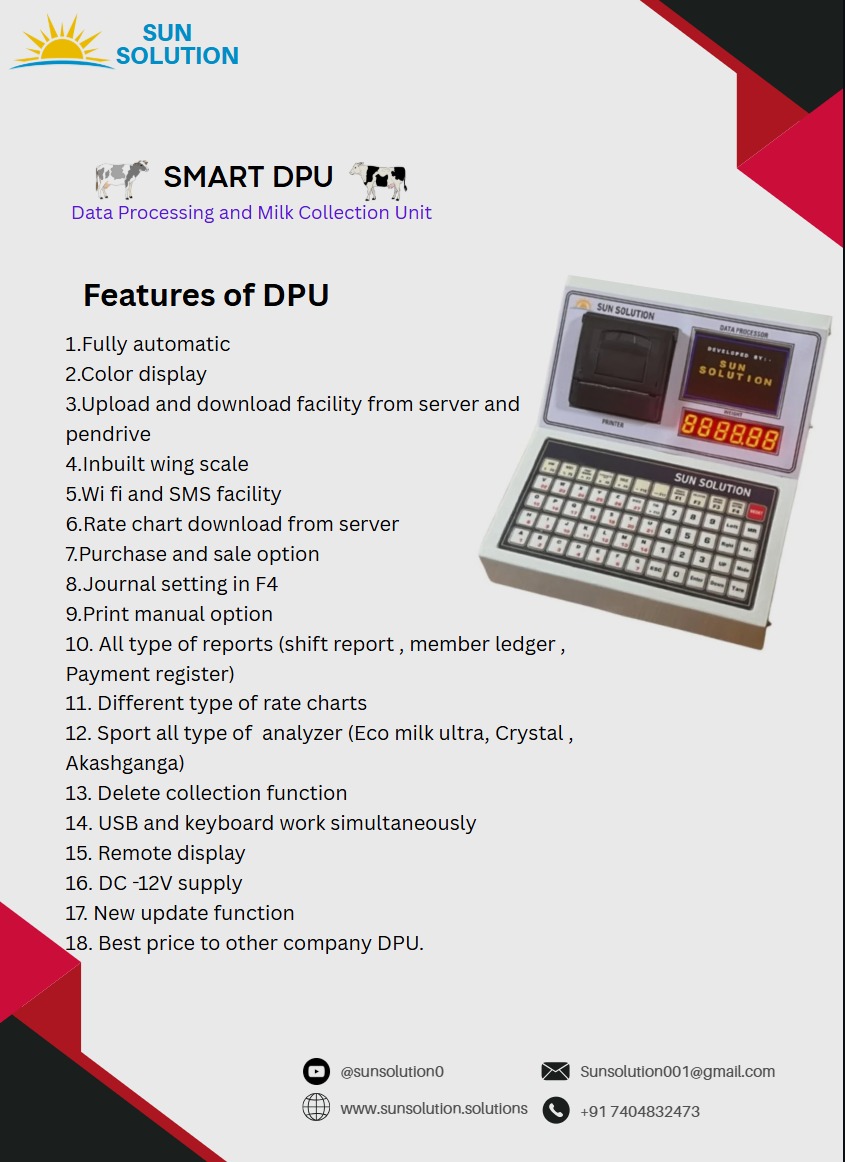 SUN
SOLUTION
SMART DPU
Data Processing and Milk Collection Unit
Features of DPU
1.Fully automatic
2.Color display
3.Upload and download facility from server and
pendrive
4.Inbuilt wing scale
5.Wi fi and SMS facility
6.Rate chart download from server
7.Purchase and sale option
8.Journal setting in F4
9.Print manual option
10. All type of reports (shift report , member ledger ,
Payment register)
11. Different type of rate charts
12. Sport all type of  analyzer (Eco milk ultra, Crystal ,
Akashganga)
13. Delete collection function
14. USB and keyboard work simultaneously
15. Remote display
16. DC -12V supply
17. New update function
18. Best price to other company DPU.
SUN SOLUTION
DATA PROCESSOR
DEVELOPED BY:-
SUN
SOLUTION
WEIGHT
PRINTER
SUN SOLUTION
@sunsolution0
Sunsolution001@gmail.com
www.sunsolution.solutions
+91 7404832473